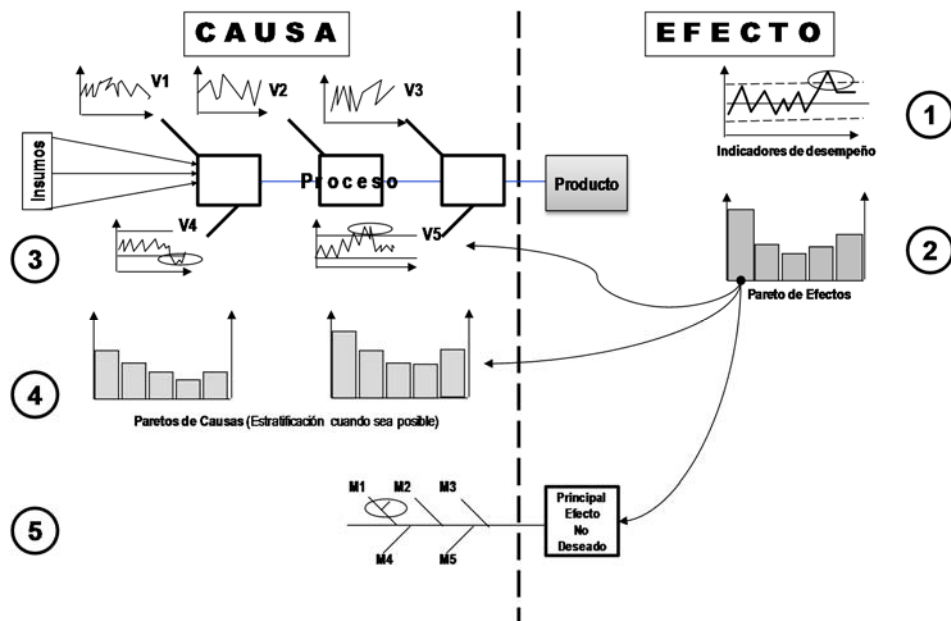 CAUSA
EFECTO
V1
V2
V3
1
Indicadores de desempeño
Insumos
Proceso
Producto
V4
V5
3
2
Pareto de Efectos
4
Paretos de Causas (Estratificación cuando sea posible)
M1
M2
M3
5
M4
M5
Principal
Efecto
No
Deseado